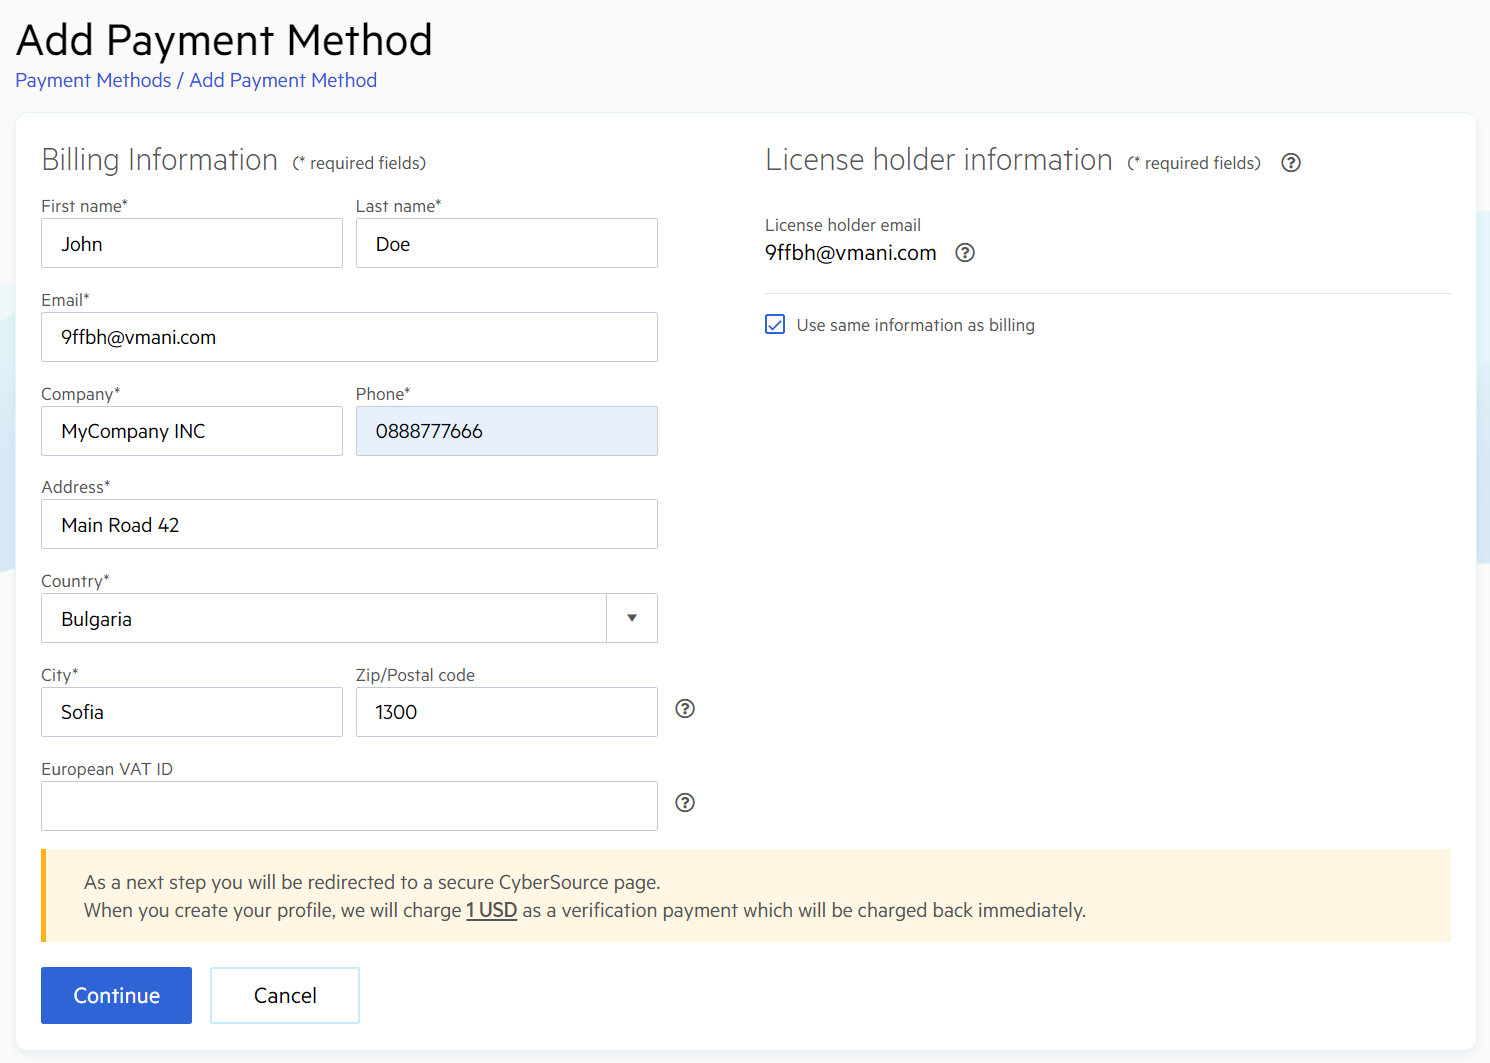 Add Payment Method
Payment Methods / Add Payment Method
Billing Information (* required fields)
First name* Last name*
John Doe
Email*
9ffbh@vmani.com
Company* Phone*
MyCompany INC 0888777666
Address*
Main Road 42
Country*
Bulgaria
City* Zip/Postal code
Sofia 1300
European VAT ID
License holder information (* required fields)
License holder email
9ffbh@vmani.com
Use same information as billing
As a next step you will be redirected to a secure CyberSource page.
When you create your profile, we will charge 1 USD as a verification payment which will be charged back immediately.
Continue Cancel